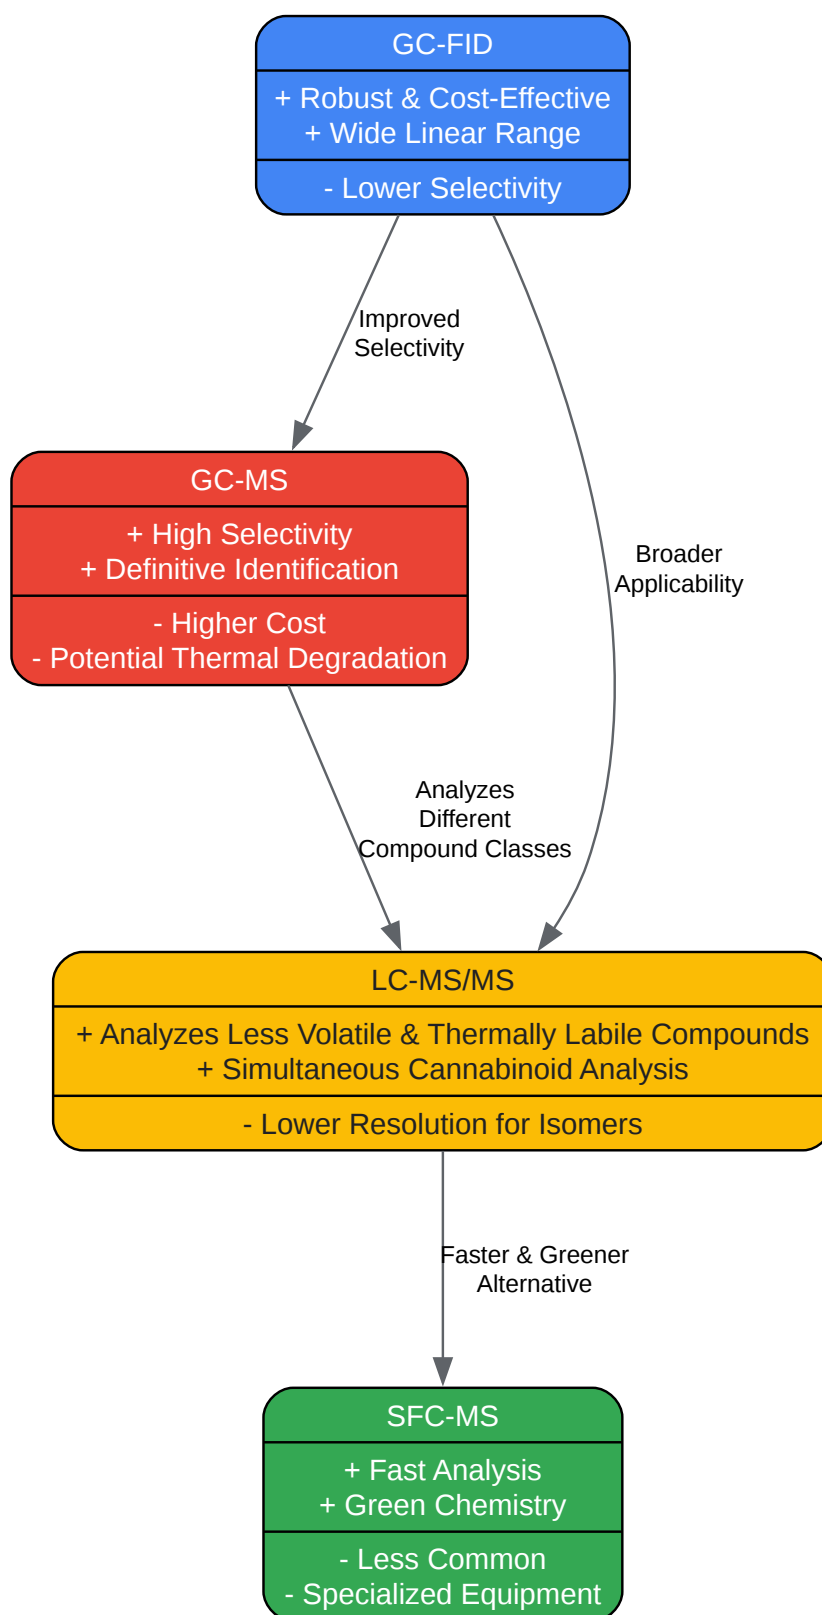 GC-FID
+ Robust & Cost-Effective
+ Wide Linear Range
- Lower Selectivity
Improved
Selectivity
GC-MS
+ High Selectivity
+ Definitive Identification
- Higher Cost
- Potential Thermal Degradation
Broader
Applicability
Analyzes
Different
Compound Classes
LC-MS/MS
+ Analyzes Less Volatile & Thermally Labile Compounds
+ Simultaneous Cannabinoid Analysis
- Lower Resolution for Isomers
Faster & Greener
Alternative
SFC-MS
+ Fast Analysis
+ Green Chemistry
- Less Common
- Specialized Equipment